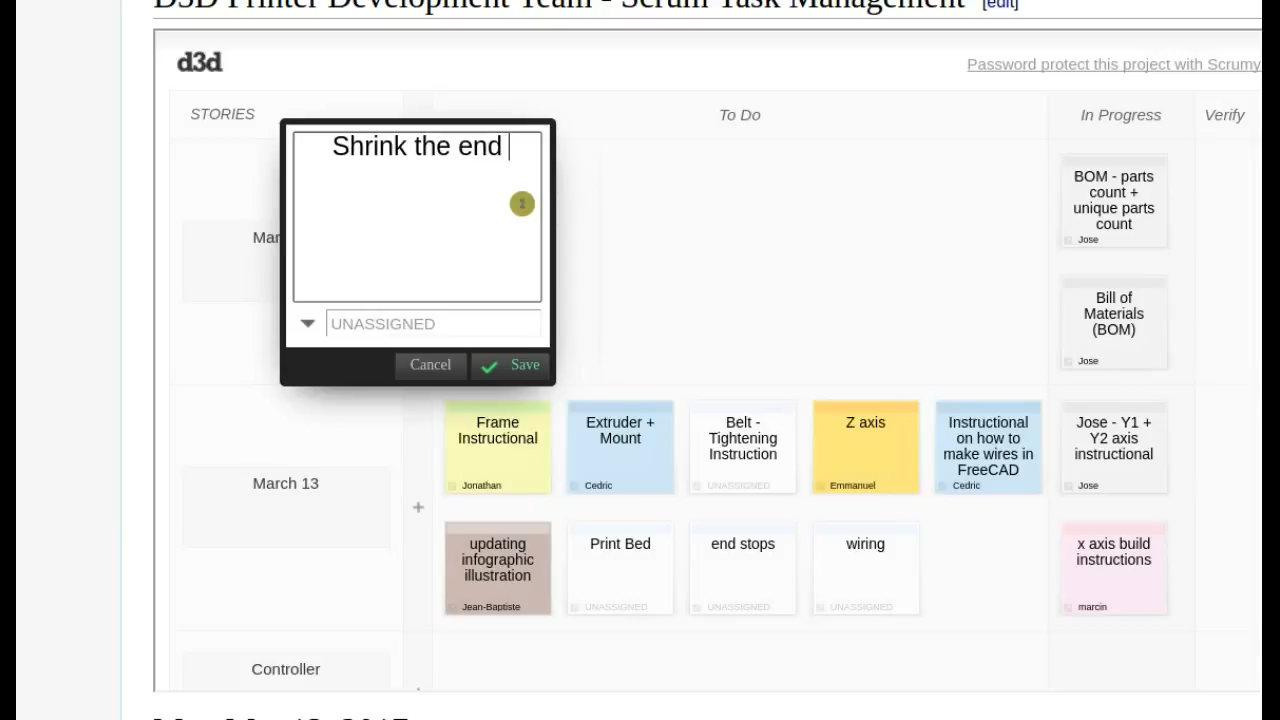 D3D Printer Development Team - Scrum Task Management [edit]
d3d
Password protect this project with Scrumy
STORIES
To Do
In Progress
Verify
Shrink the end
UNASSIGNED
Cancel
Save
Mar
BOM - parts
count +
unique parts
count
Jose
Bill of
Materials
(BOM)
Jose
March 13
+
Frame
Instructional
Jonathan
Extruder +
Mount
Cedric
Belt -
Tightening
Instruction
UNASSIGNED
Z axis
Emmanuel
Instructional
on how to
make wires in
FreeCAD
Cedric
Jose - Y1 +
Y2 axis
instructional
Jose
updating
infographic
illustration
Jean-Baptiste
Print Bed
UNASSIGNED
end stops
UNASSIGNED
wiring
UNASSIGNED
x axis build
instructions
marcin
Controller